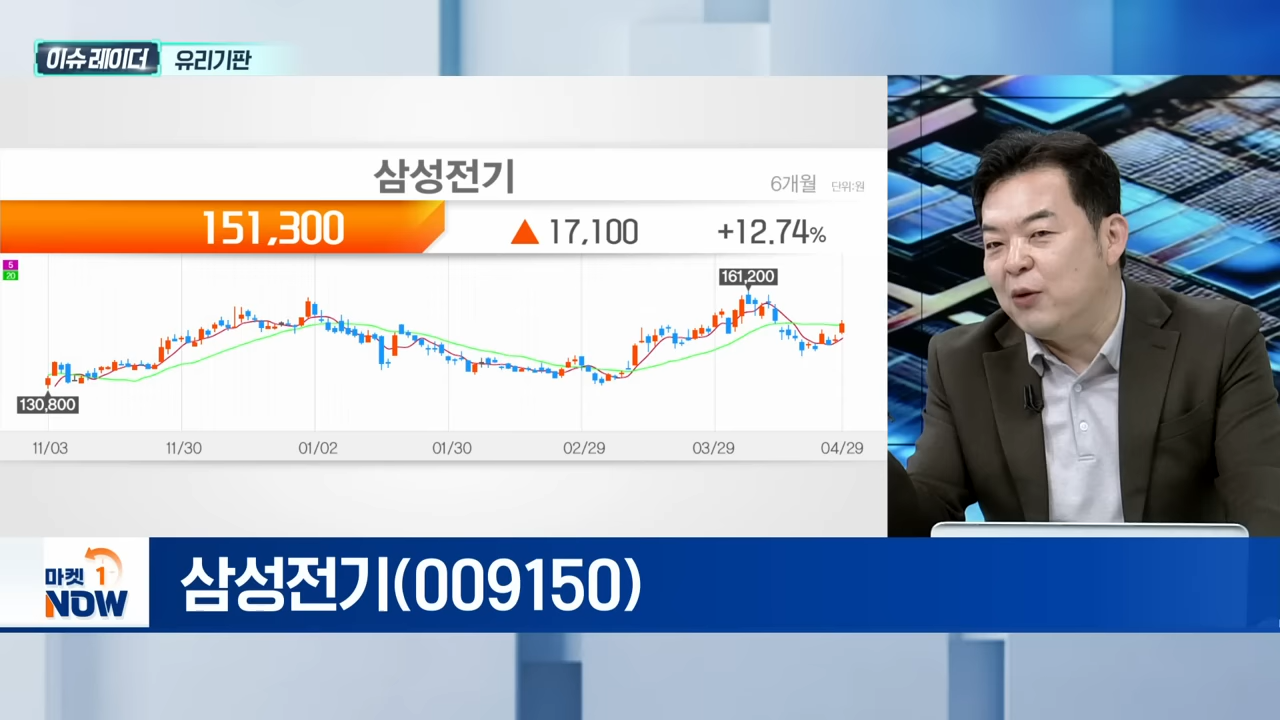 이슈 레이더 유리기판
삼성전기
6개월 단위:원
151,300 ▲ 17,100 +12.74%
5
20
161,200
130,800
11/03 11/30 01/02 01/30 02/29 03/29 04/29
마켓 1
NOW
삼성전기(009150)